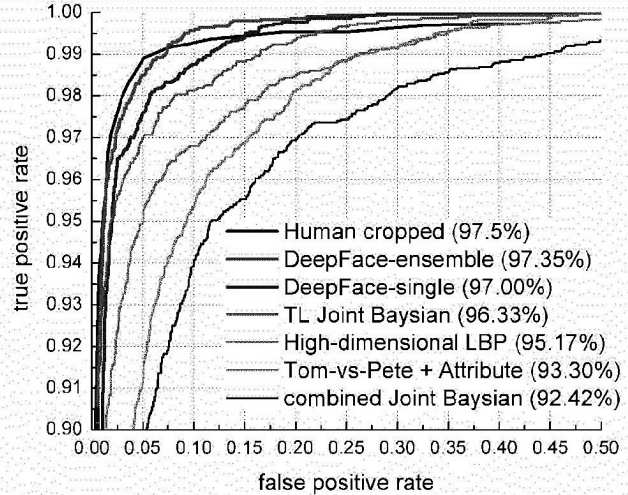 1.00
0.99
0.98
0.97
0.96
0.95
0.94
0.93
0.92
0.91
0.90
true positive rate
Human cropped (97.5%)
DeepFace-ensemble (97.35%)
DeepFace-single (97.00%)
TL Joint Baysian (96.33%)
High-dimensional LBP (95.17%)
Tom-vs-Pete + Attribute (93.30%)
combined Joint Baysian (92.42%)
0.00 0.05 0.10 0.15 0.20 0.25 0.30 0.35 0.40 0.45 0.50
false positive rate